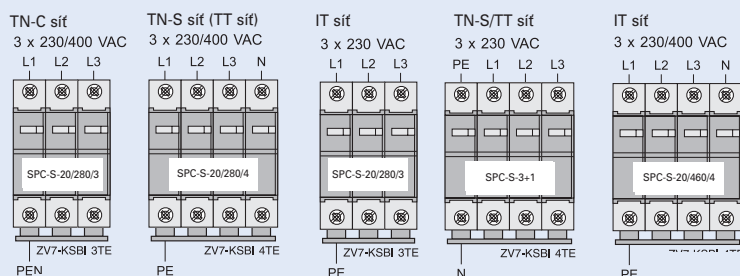 TN-C síť
3 x 230/400 VAC
L1 L2 L3
SPC-S-20/280/3
ZV7-KSBI 3TE
PEN
TN-S síť (TT síť)
3 x 230/400 VAC
L1 L2 L3 N
SPC-S-20/280/4
ZV7-KSBI 4TE
PE
IT síť
3 x 230 VAC
L1 L2 L3
SPC-S-20/280/3
ZV7-KSBI 3TE
PE
TN-S/TT síť
3 x 230/400 VAC
PE L1 L2 L3
SPC-S-3+1
ZV7-KSBI 4TE
N
IT síť
3 x 230/400 VAC
L1 L2 L3 N
SPC-S-20/460/4
ZV7-KSBI 4TE
PE